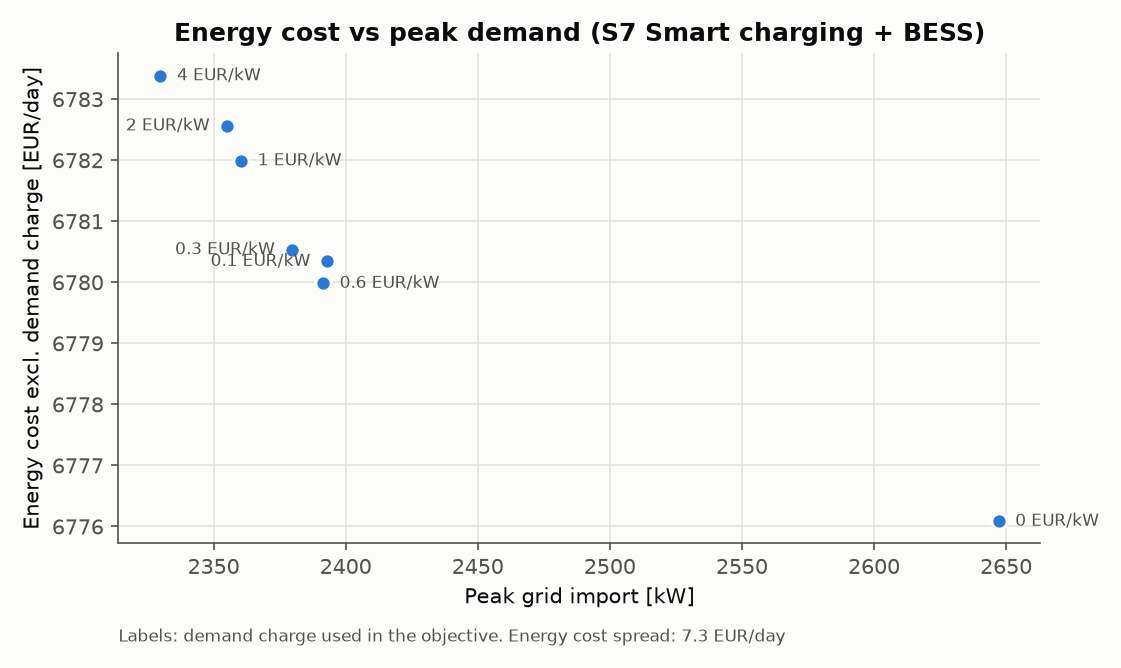 Energy cost vs peak demand (S7 Smart charging + BESS)
Energy cost excl. demand charge [EUR/day]
6783
6782
6781
6780
6779
6778
6777
6776
4 EUR/kW
2 EUR/kW
1 EUR/kW
0.3 EUR/kW
0.1 EUR/kW
0.6 EUR/kW
0 EUR/kW
2350 2400 2450 2500 2550 2600 2650
Peak grid import [kW]
Labels: demand charge used in the objective. Energy cost spread: 7.3 EUR/day